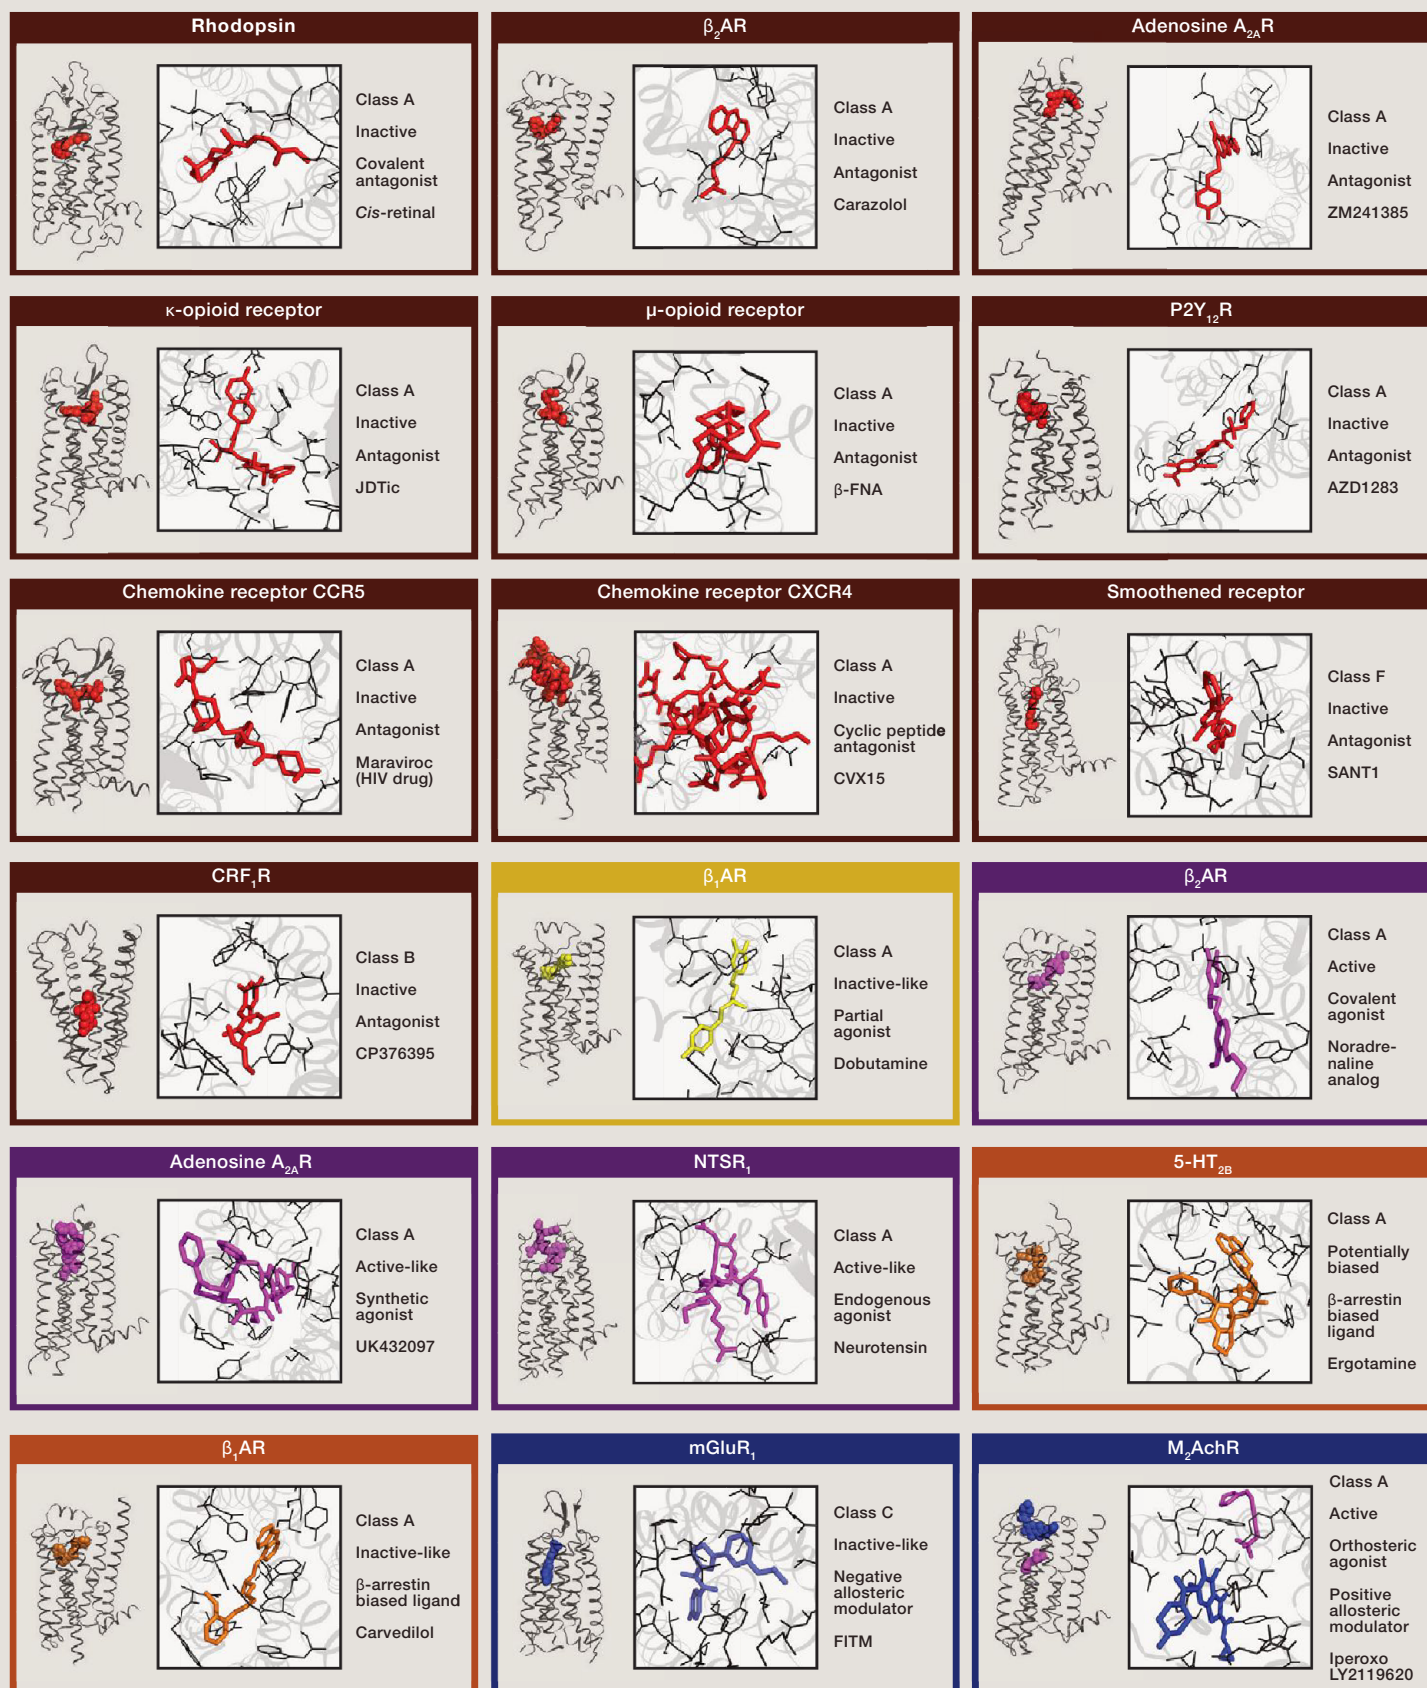 Rhodopsin
Class A
Inactive
Covalent
antagonist
Cis-retinal
β₂AR
Class A
Inactive
Antagonist
Carazolol
Adenosine A₂AR
Class A
Inactive
Antagonist
ZM241385
κ-opioid receptor
Class A
Inactive
Antagonist
JDTic
μ-opioid receptor
Class A
Inactive
Antagonist
β-FNA
P2Y₁₂R
Class A
Inactive
Antagonist
AZD1283
Chemokine receptor CCR5
Class A
Inactive
Antagonist
Maraviroc
(HIV drug)
Chemokine receptor CXCR4
Class A
Inactive
Cyclic peptide
antagonist
CVX15
Smoothened receptor
Class F
Inactive
Antagonist
SANT1
CRF₁R
Class B
Inactive
Antagonist
CP376395
β₁AR
Class A
Inactive-like
Partial
agonist
Dobutamine
β₂AR
Class A
Active
Covalent
agonist
Noradre-
naline
analog
Adenosine A₂AR
Class A
Active-like
Synthetic
agonist
UK432097
NTSR₁
Class A
Active-like
Endogenous
agonist
Neurotensin
5-HT₂B
Class A
Potentially
biased
β-arrestin
biased
ligand
Ergotamine
β₁AR
Class A
Inactive-like
β-arrestin
biased ligand
Carvedilol
mGluR₁
Class C
Inactive-like
Negative
allosteric
modulator
FITM
M₂AchR
Class A
Active
Orthosteric
agonist
Positive
allosteric
modulator
Iperoxo
LY2119620